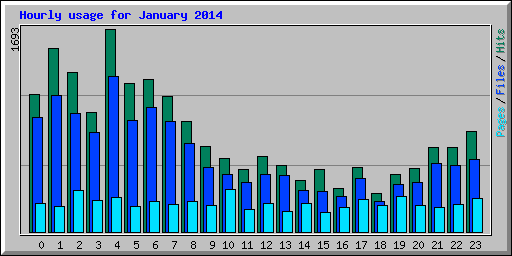 Hourly usage for January 2014
1693
Pages/Files/Hits
0 1 2 3 4 5 6 7 8 9 10 11 12 13 14 15 16 17 18 19 20 21 22 23